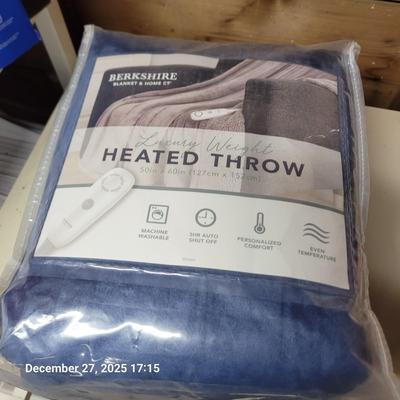 BERKSHIRE
BLANKET & HOME CO
Luxury Weight
HEATED THROW
50in x 60in (127cm x 152cm)
MACHINE
WASHABLE
3HR AUTO
SHUT OFF
PERSONALIZED
COMFORT
EVEN
TEMPERATURE
December 27, 2025 17:15